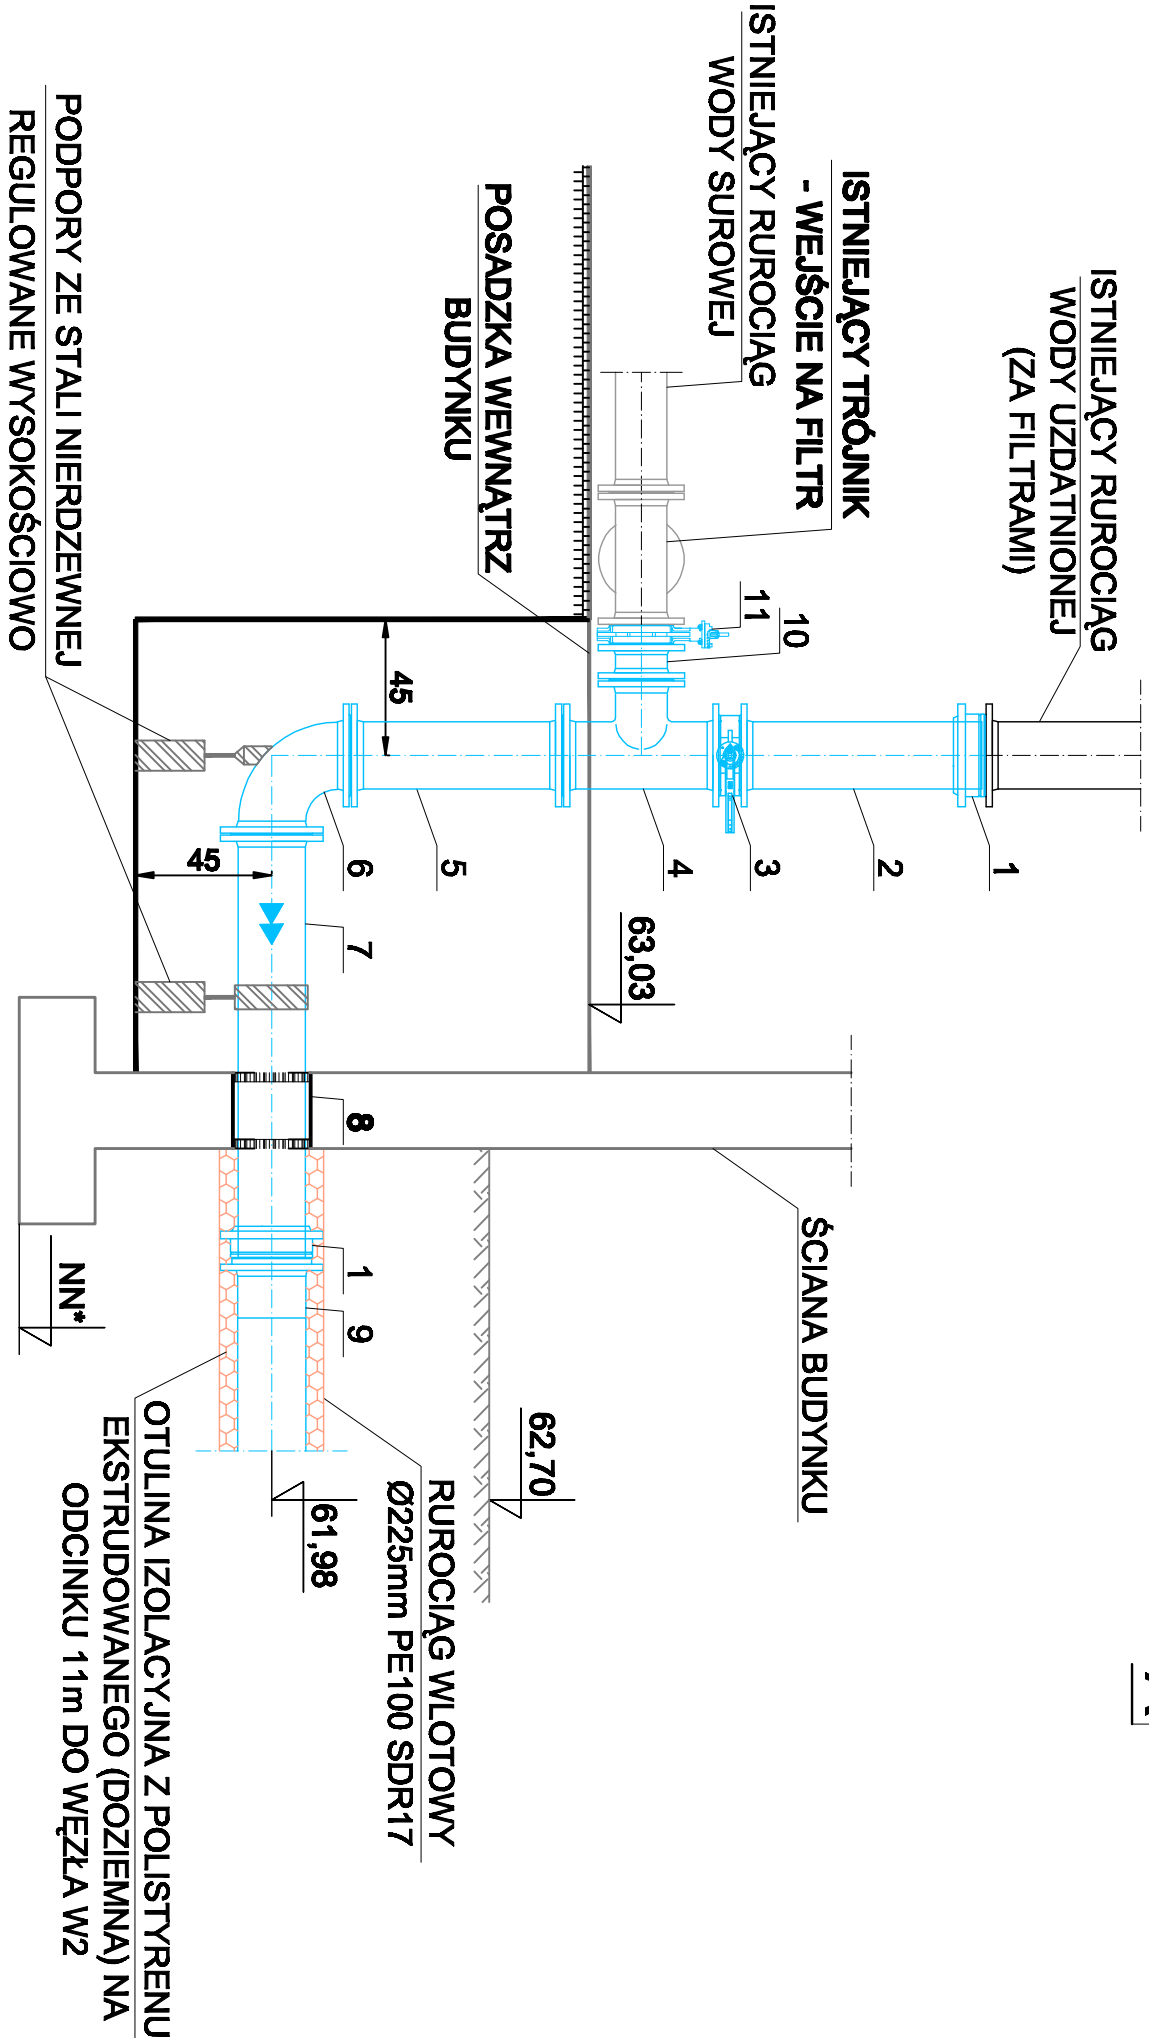 ISTNIEJĄCY RUROCIĄG
WODY UZDATNIONEJ
(ZA FILTRAMI)
ISTNIEJĄCY TRÓJNIK
- WEJŚCIE NA FILTR
ISTNIEJĄCY RUROCIĄG
WODY SUROWEJ
POSADZKA WEWNĄTRZ
BUDYNKU
PODPORY ZE STALI NIERDZEWNEJ
REGULOWANE WYSOKOŚCIOWO
10
11
1
2
3
4
5
6
7
8
1
9
45
45
63,03
ŚCIANA BUDYNKU
62,70
61,98
NN*
RUROCIĄG WLOTOWY
Ø225mm PE100 SDR17
OTULINA IZOLACYJNA Z POLISTYRENU
EKSTRUDOWANEGO (DOZIEMNA) NA
ODCINKU 11m DO WĘZŁA W2